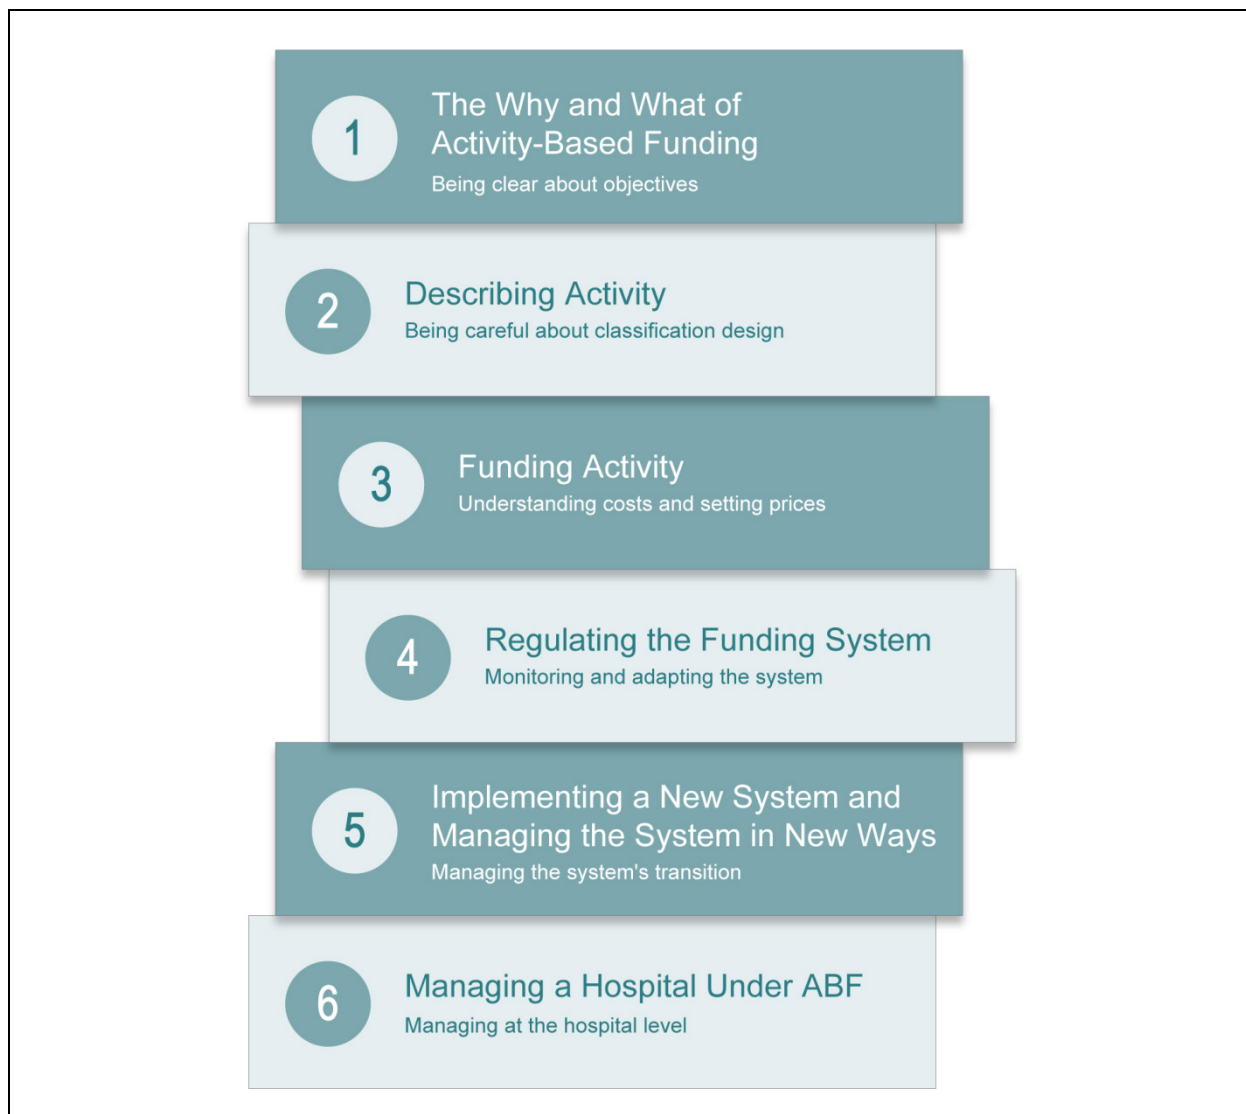 1
The Why and What of
Activity-Based Funding
Being clear about objectives
2
Describing Activity
Being careful about classification design
3
Funding Activity
Understanding costs and setting prices
4
Regulating the Funding System
Monitoring and adapting the system
5
Implementing a New System and
Managing the System in New Ways
Managing the system's transition
6
Managing a Hospital Under ABF
Managing at the hospital level